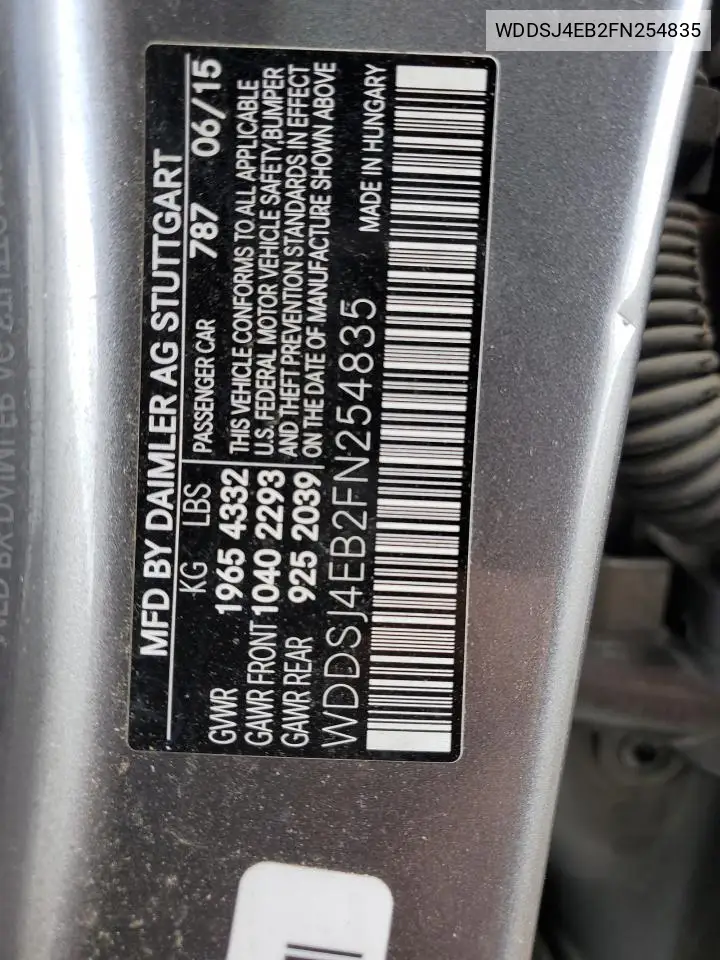 WDDSJ4EB2FN254835
MFD BY DAIMLER AG STUTTGART
KG LBS PASSENGER CAR 787 06/15
GVWR 1965 4332
GAWR FRONT 1040 2293
GAWR REAR 925 2039
THIS VEHICLE CONFORMS TO ALL APPLICABLE
U.S. FEDERAL MOTOR VEHICLE SAFETY,BUMPER
AND THEFT PREVENTION STANDARDS IN EFFECT
ON THE DATE OF MANUFACTURE SHOWN ABOVE
WDDSJ4EB2FN254835
MADE IN HUNGARY